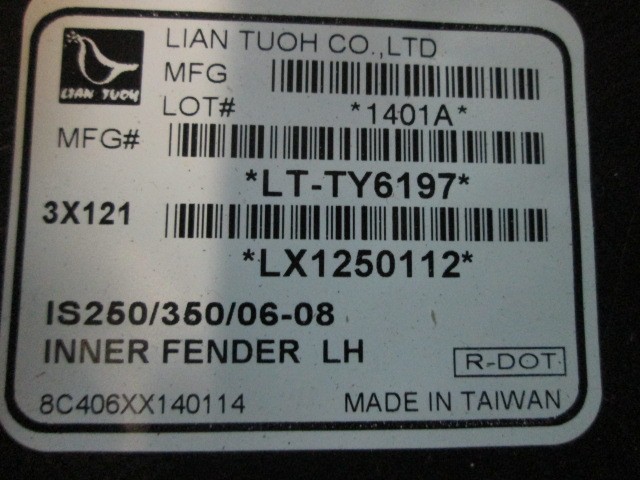 LIAN TUOH
LIAN TUOH CO.,LTD
MFG
LOT# *1401A*
MFG#
*LT-TY6197*
3X121
*LX1250112*
IS250/350/06-08
INNER FENDER LH
R-DOT
8C406XX140114 MADE IN TAIWAN